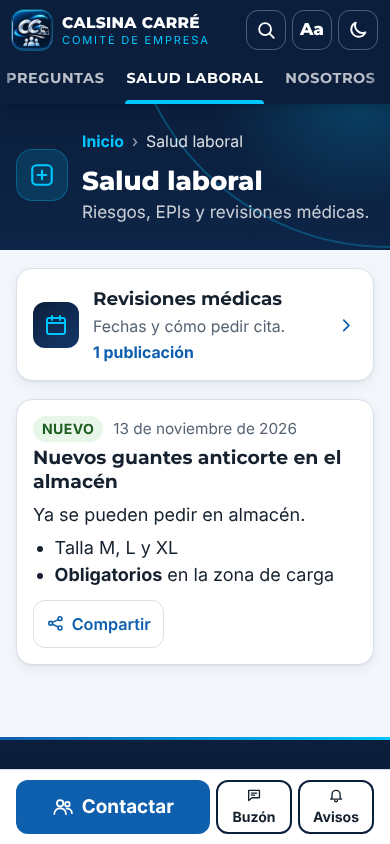 CALSINA CARRÉ
COMITÉ DE EMPRESA
Aa
PREGUNTAS SALUD LABORAL NOSOTROS
Inicio › Salud laboral
Salud laboral
Riesgos, EPIs y revisiones médicas.
Revisiones médicas
Fechas y cómo pedir cita.
1 publicación
NUEVO 13 de noviembre de 2026
Nuevos guantes anticorte en el
almacén
Ya se pueden pedir en almacén.
• Talla M, L y XL
• Obligatorios en la zona de carga
Compartir
Contactar
Buzón
Avisos